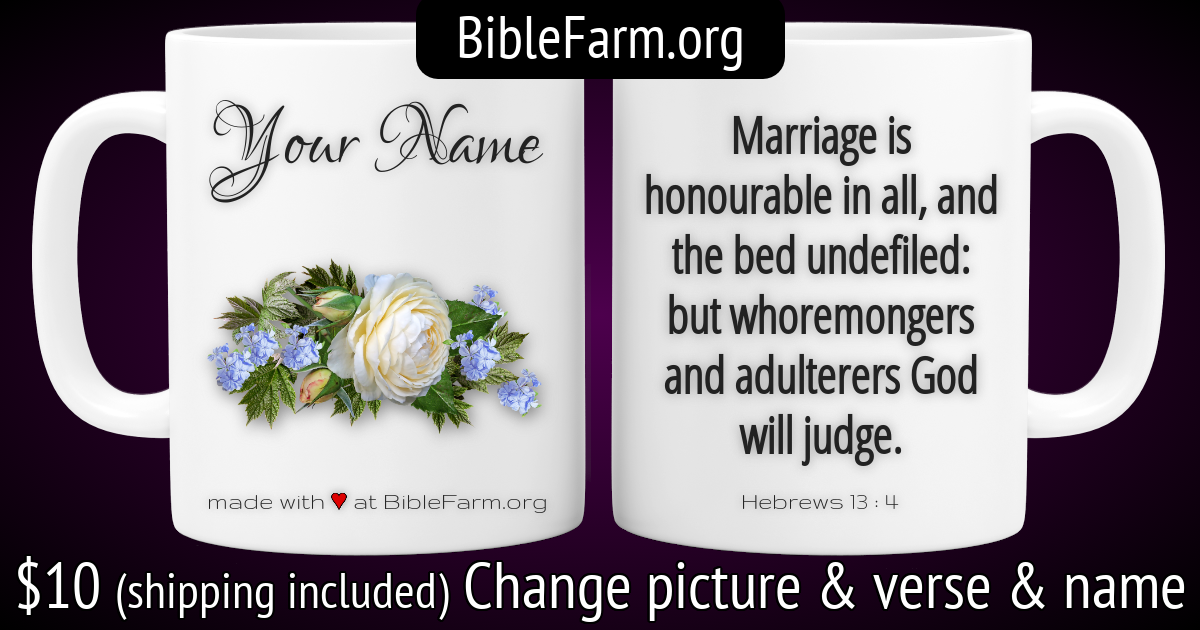 BibleFarm.org
Your Name
made with ♥ at BibleFarm.org
Marriage is
honourable in all, and
the bed undefiled:
but whoremongers
and adulterers God
will judge.
Hebrews 13 : 4
$10 (shipping included) Change picture & verse & name